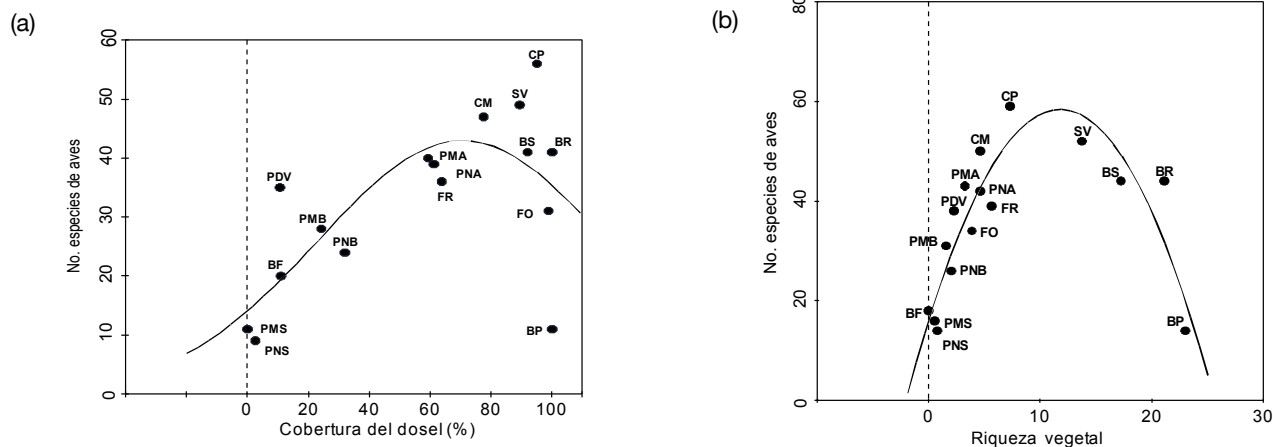 (a)
No. especies de aves
60
50
40
30
20
10
0
CP
SV
CM
BS
BR
PMA
PNA
PDV
FR
FO
PMB
PNB
BF
PMS
PNS
BP
0
20
40
60
80
100
Cobertura del dosel (%)
(b)
No. especies de aves
80
60
40
20
0
CP
SV
CM
BS
BR
PMA
PNA
PDV
FR
FO
PMB
PNB
BF
PMS
PNS
BP
0
10
20
30
Riqueza vegetal